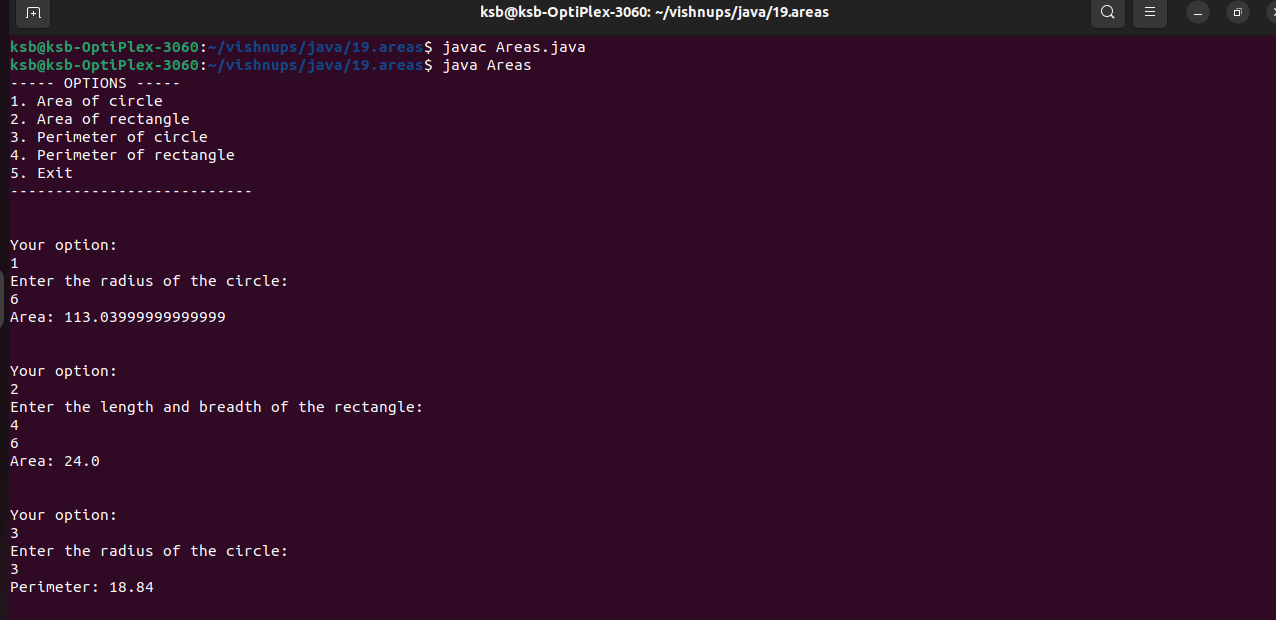 ksb@ksb-OptiPlex-3060: ~/vishnups/java/19.areas
ksb@ksb-OptiPlex-3060:~/vishnups/java/19.areas$ javac Areas.java
ksb@ksb-OptiPlex-3060:~/vishnups/java/19.areas$ java Areas
----- OPTIONS -----
1. Area of circle
2. Area of rectangle
3. Perimeter of circle
4. Perimeter of rectangle
5. Exit
---------------------------
Your option:
1
Enter the radius of the circle:
6
Area: 113.03999999999999
Your option:
2
Enter the length and breadth of the rectangle:
4
6
Area: 24.0
Your option:
3
Enter the radius of the circle:
3
Perimeter: 18.84